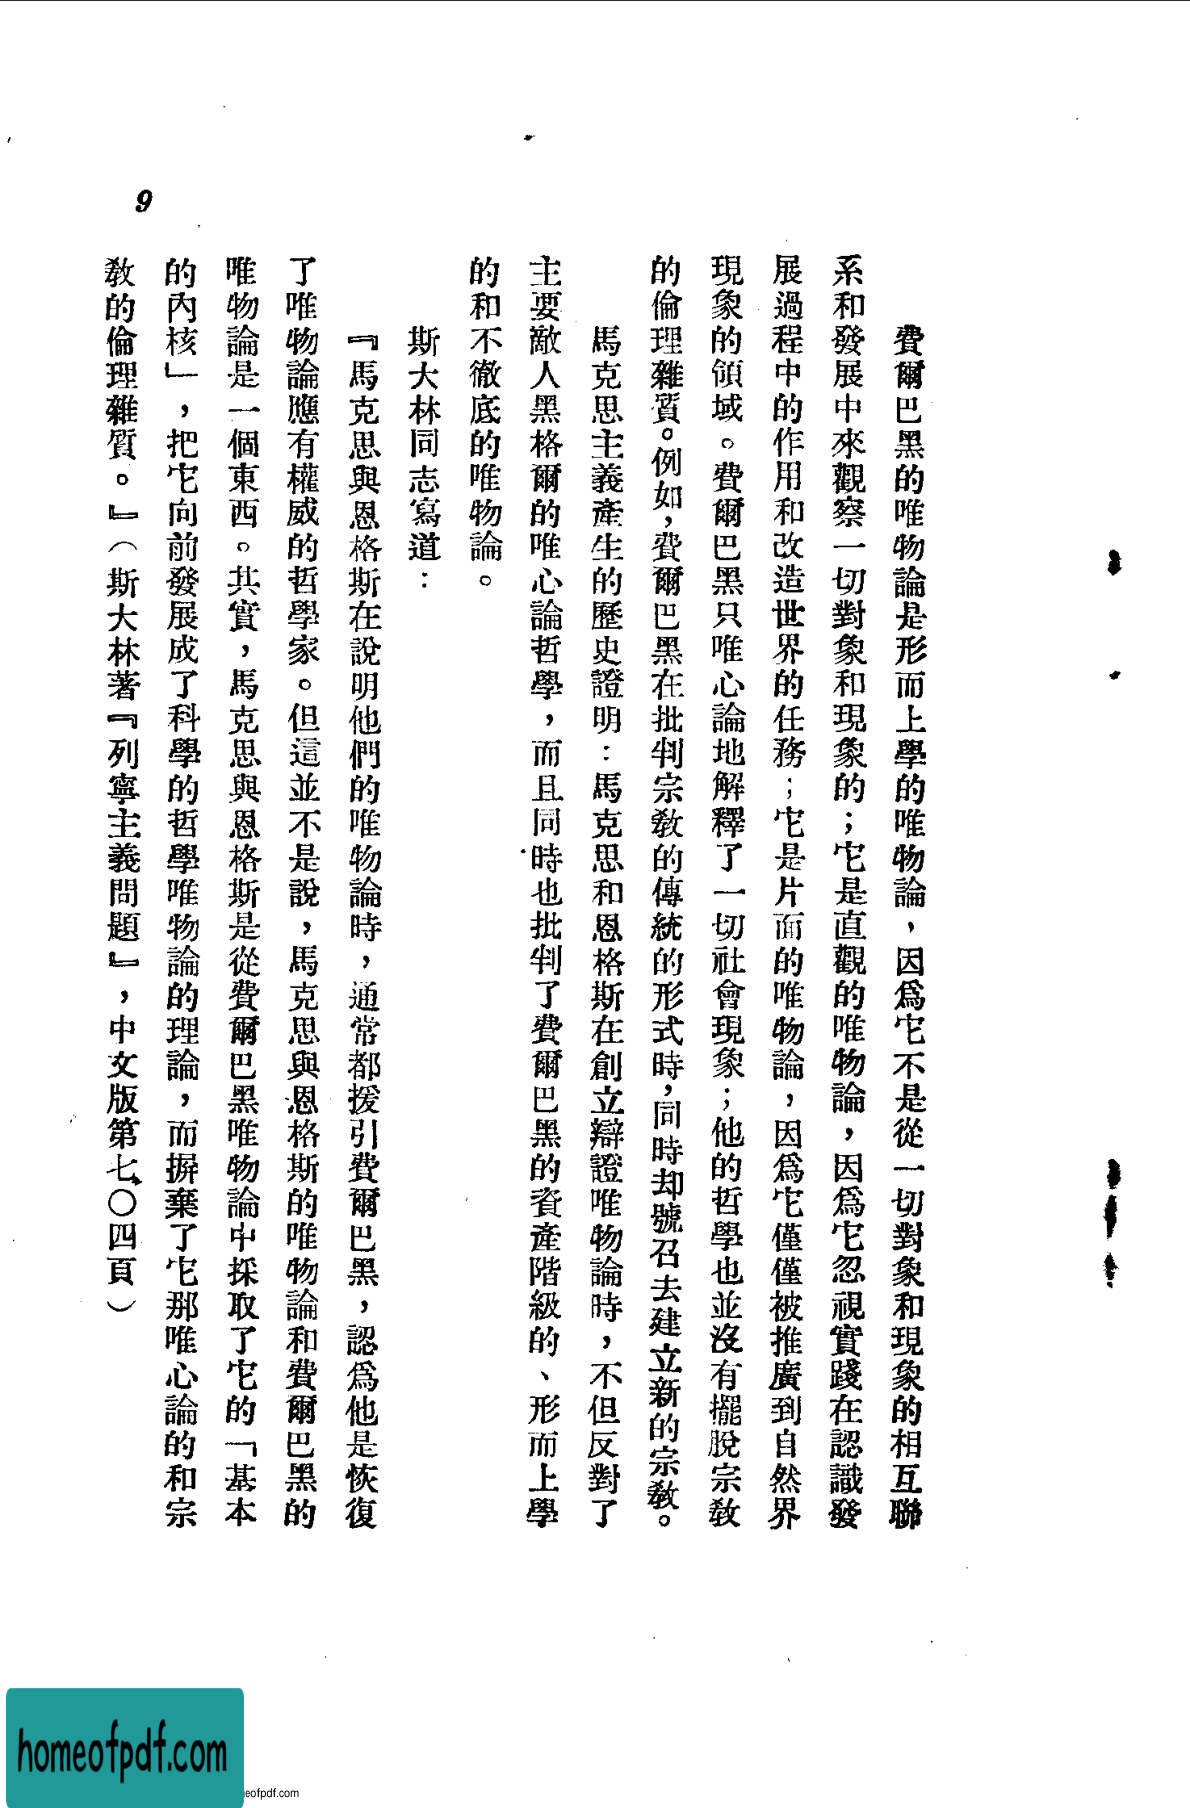 費爾巴黑的唯物論是形而上學的唯物論，因爲它不是從一切對象和現象的相互聯
系和發展中來觀察一切對象和現象的；它是直觀的唯物論，因爲它忽視實踐在認識發
展過程中的作用和改造世界的任務；它是片面的唯物論，因爲它僅僅被推廣到自然界
現象的領域。費爾巴黑只唯心論地解釋了一切社會現象；他的哲學也並沒有擺脫宗敎
的倫理雜質。例如，費爾巴黑在批判宗敎的傳統的形式時，同時却號召去建立新的宗敎。
馬克思主義產生的歷史證明：馬克思和恩格斯在創立辯證唯物論時，不但反對了
主要敵人黑格爾的唯心論哲學，而且同時也批判了費爾巴黑的資產階級的、形而上學
的和不徹底的唯物論。
斯大林同志寫道：
『馬克思與恩格斯在說明他們的唯物論時，通常都援引費爾巴黑，認爲他是恢復
了唯物論應有權威的哲學家。但這並不是說，馬克思與恩格斯的唯物論和費爾巴黑的
唯物論是一個東西。其實，馬克思與恩格斯是從費爾巴黑唯物論中採取了它的「基本
的內核」，把它向前發展成了科學的哲學唯物論的理論，而摒棄了它那唯心論的和宗
敎的倫理雜質。』（斯大林著『列寧主義問題』，中文版第七〇四頁）
9
homeofpdf.com
eofpdf.com